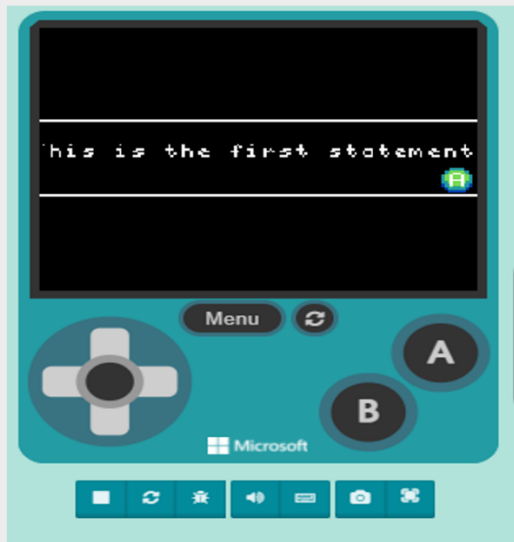 his is the first statement
A
Menu
A
B
Microsoft